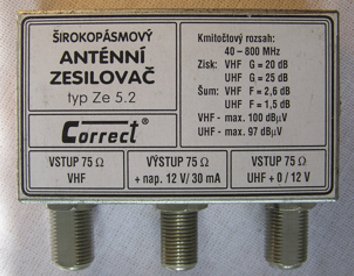 ŠIROKOPÁSMOVÝ
ANTÉNNÍ
ZESILOVAČ
typ Ze 5.2
Correct®
Kmitočtový rozsah:
40 – 800 MHz
Zisk: VHF G = 20 dB
UHF G = 25 dB
Šum: VHF F = 2,6 dB
UHF F = 1,5 dB
VHF - max. 100 dBµV
UHF - max. 97 dBµV
VSTUP 75 Ω
VHF
VÝSTUP 75 Ω
+ nap. 12 V/ 30 mA
VSTUP 75 Ω
UHF + 0 / 12 V